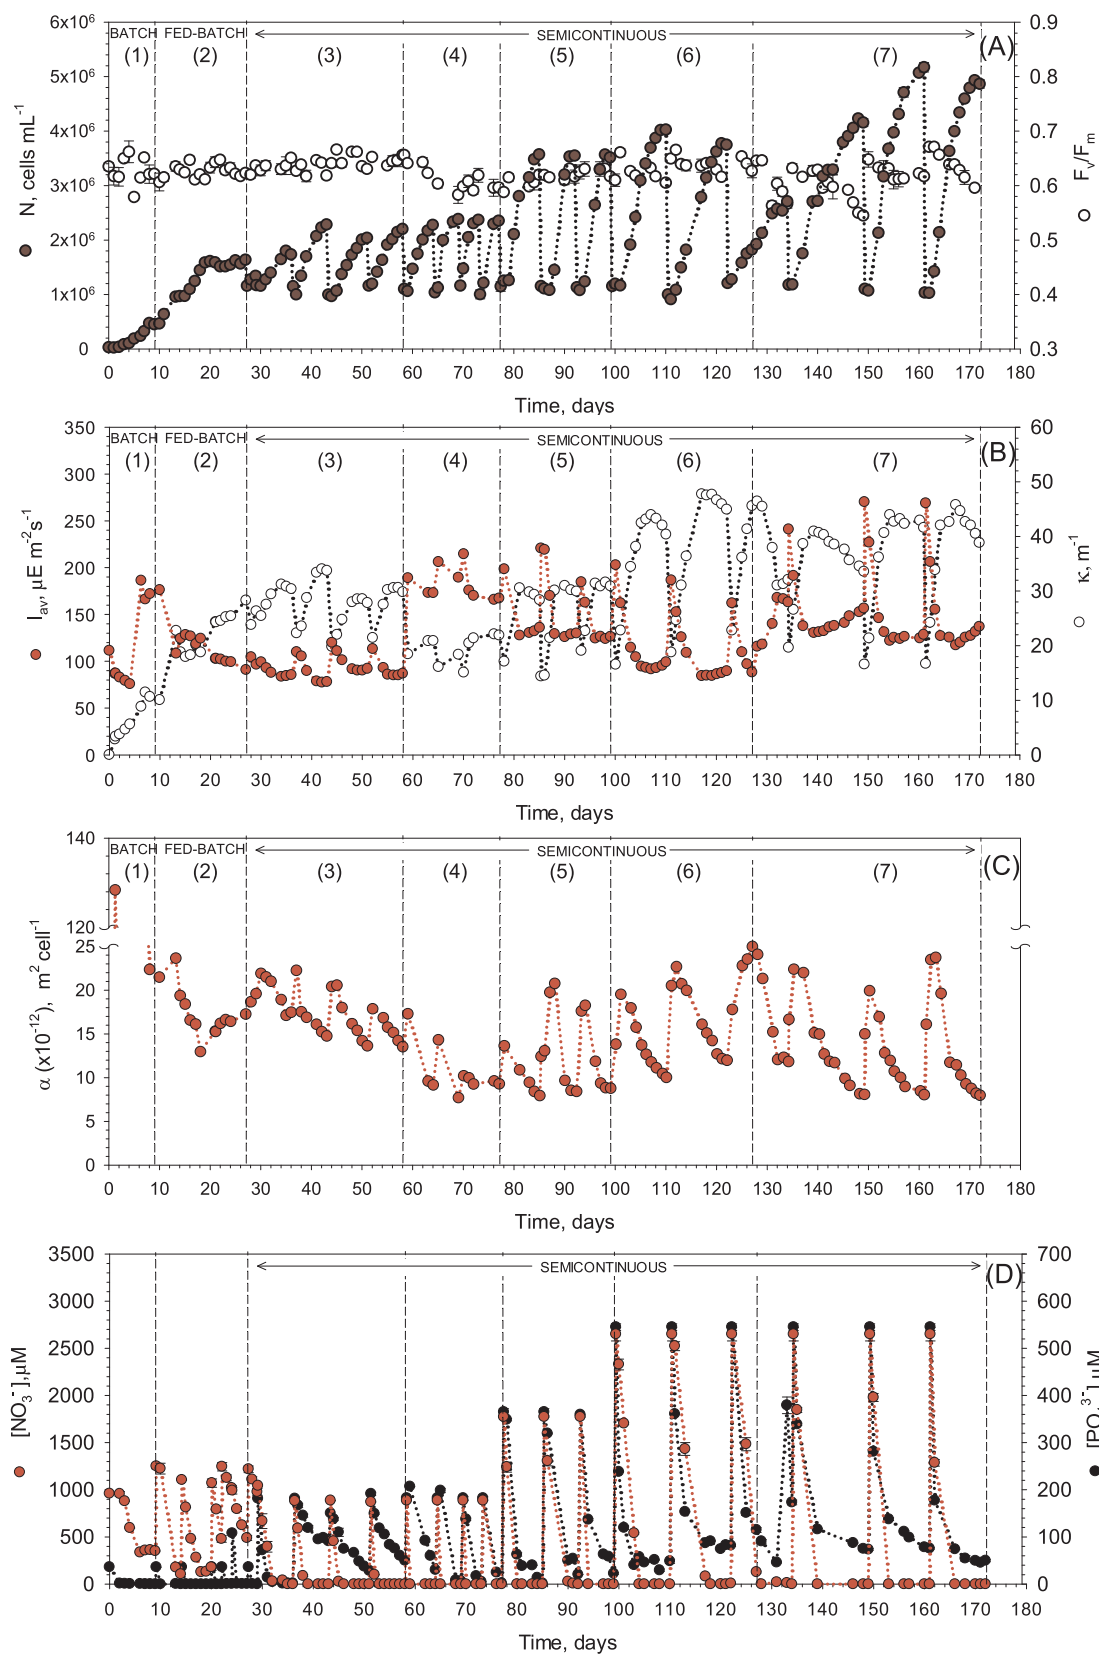 BATCH FED-BATCH SEMICONTINUOUS (A)
(1) (2) (3) (4) (5) (6) (7)
N, cells mL⁻¹
6x10⁶
5x10⁶
4x10⁶
3x10⁶
2x10⁶
1x10⁶
0
Fᵥ/Fₘ
0.9
0.8
0.7
0.6
0.5
0.4
0.3
0 10 20 30 40 50 60 70 80 90 100 110 120 130 140 150 160 170 180
Time, days
BATCH FED-BATCH SEMICONTINUOUS (B)
(1) (2) (3) (4) (5) (6) (7)
Iav, µE m⁻²s⁻¹
350
300
250
200
150
100
50
0
κ, m⁻¹
60
50
40
30
20
10
0
0 10 20 30 40 50 60 70 80 90 100 110 120 130 140 150 160 170 180
Time, days
BATCH FED-BATCH SEMICONTINUOUS (C)
(1) (2) (3) (4) (5) (6) (7)
α (x10⁻¹²), m² cell⁻¹
140
120
25
20
15
10
5
0
0 10 20 30 40 50 60 70 80 90 100 110 120 130 140 150 160 170 180
Time, days
SEMICONTINUOUS (D)
[NO₃⁻],µM
3500
3000
2500
2000
1500
1000
500
0
[PO₄³⁻] µM
700
600
500
400
300
200
100
0
0 10 20 30 40 50 60 70 80 90 100 110 120 130 140 150 160 170 180
Time, days